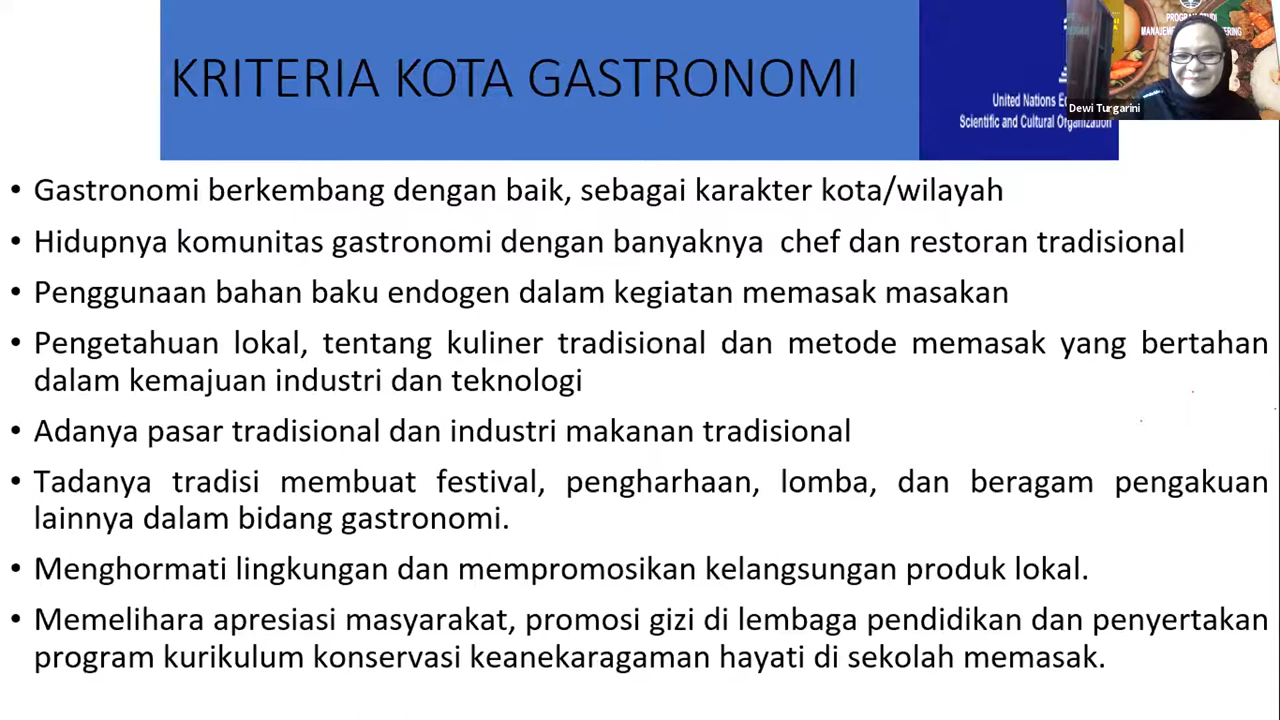 KRITERIA KOTA GASTRONOMI
United Nations E
Scientific and Cultural Organization
PROGRAM STUDI
Dewi Turgarini
• Gastronomi berkembang dengan baik, sebagai karakter kota/wilayah
• Hidupnya komunitas gastronomi dengan banyaknya chef dan restoran tradisional
• Penggunaan bahan baku endogen dalam kegiatan memasak masakan
• Pengetahuan lokal, tentang kuliner tradisional dan metode memasak yang bertahan
dalam kemajuan industri dan teknologi
• Adanya pasar tradisional dan industri makanan tradisional
• Tadanya tradisi membuat festival, pengharhaan, lomba, dan beragam pengakuan
lainnya dalam bidang gastronomi.
• Menghormati lingkungan dan mempromosikan kelangsungan produk lokal.
• Memelihara apresiasi masyarakat, promosi gizi di lembaga pendidikan dan penyertakan
program kurikulum konservasi keanekaragaman hayati di sekolah memasak.